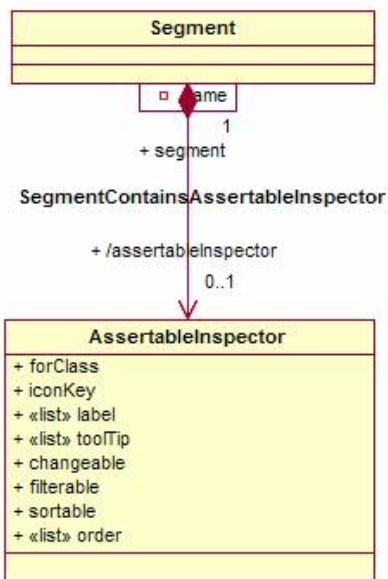 Segment
ame
1
+ segment
SegmentContainsAssertableInspector
+ /assertableInspector
0..1
AssertableInspector
+ forClass
+ iconKey
+ «list» label
+ «list» toolTip
+ changeable
+ filterable
+ sortable
+ «list» order